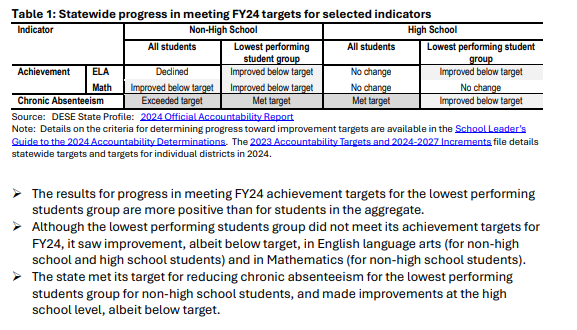 Table 1: Statewide progress in meeting FY24 targets for selected indicators
Indicator Non-High School High School
All students Lowest performing student group All students Lowest performing student group
Achievement ELA Declined Improved below target No change Improved below target
Math Improved below target Improved below target No change No change
Chronic Absenteeism Exceeded target Met target Met target Improved below target
Source: DESE State Profile: 2024 Official Accountability Report
Note: Details on the criteria for determining progress toward improvement targets are available in the School Leader's
Guide to the 2024 Accountability Determinations. The 2023 Accountability Targets and 2024-2027 Increments file details
statewide targets and targets for individual districts in 2024.
➢ The results for progress in meeting FY24 achievement targets for the lowest performing
students group are more positive than for students in the aggregate.
➢ Although the lowest performing students group did not meet its achievement targets for
FY24, it saw improvement, albeit below target, in English language arts (for non-high
school and high school students) and in Mathematics (for non-high school students).
➢ The state met its target for reducing chronic absenteeism for the lowest performing
students group for non-high school students, and made improvements at the high
school level, albeit below target.